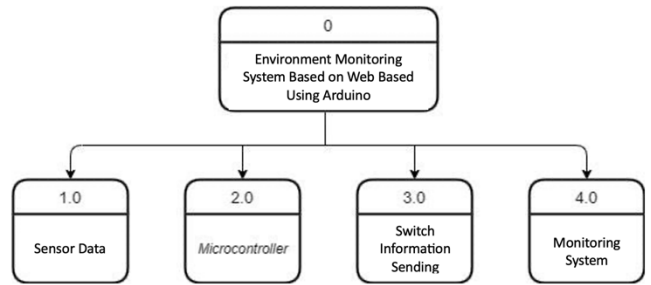 0
Environment Monitoring
System Based on Web Based
Using Arduino
1.0
2.0
3.0
4.0
Sensor Data
Microcontroller
Switch
Information
Sending
Monitoring
System